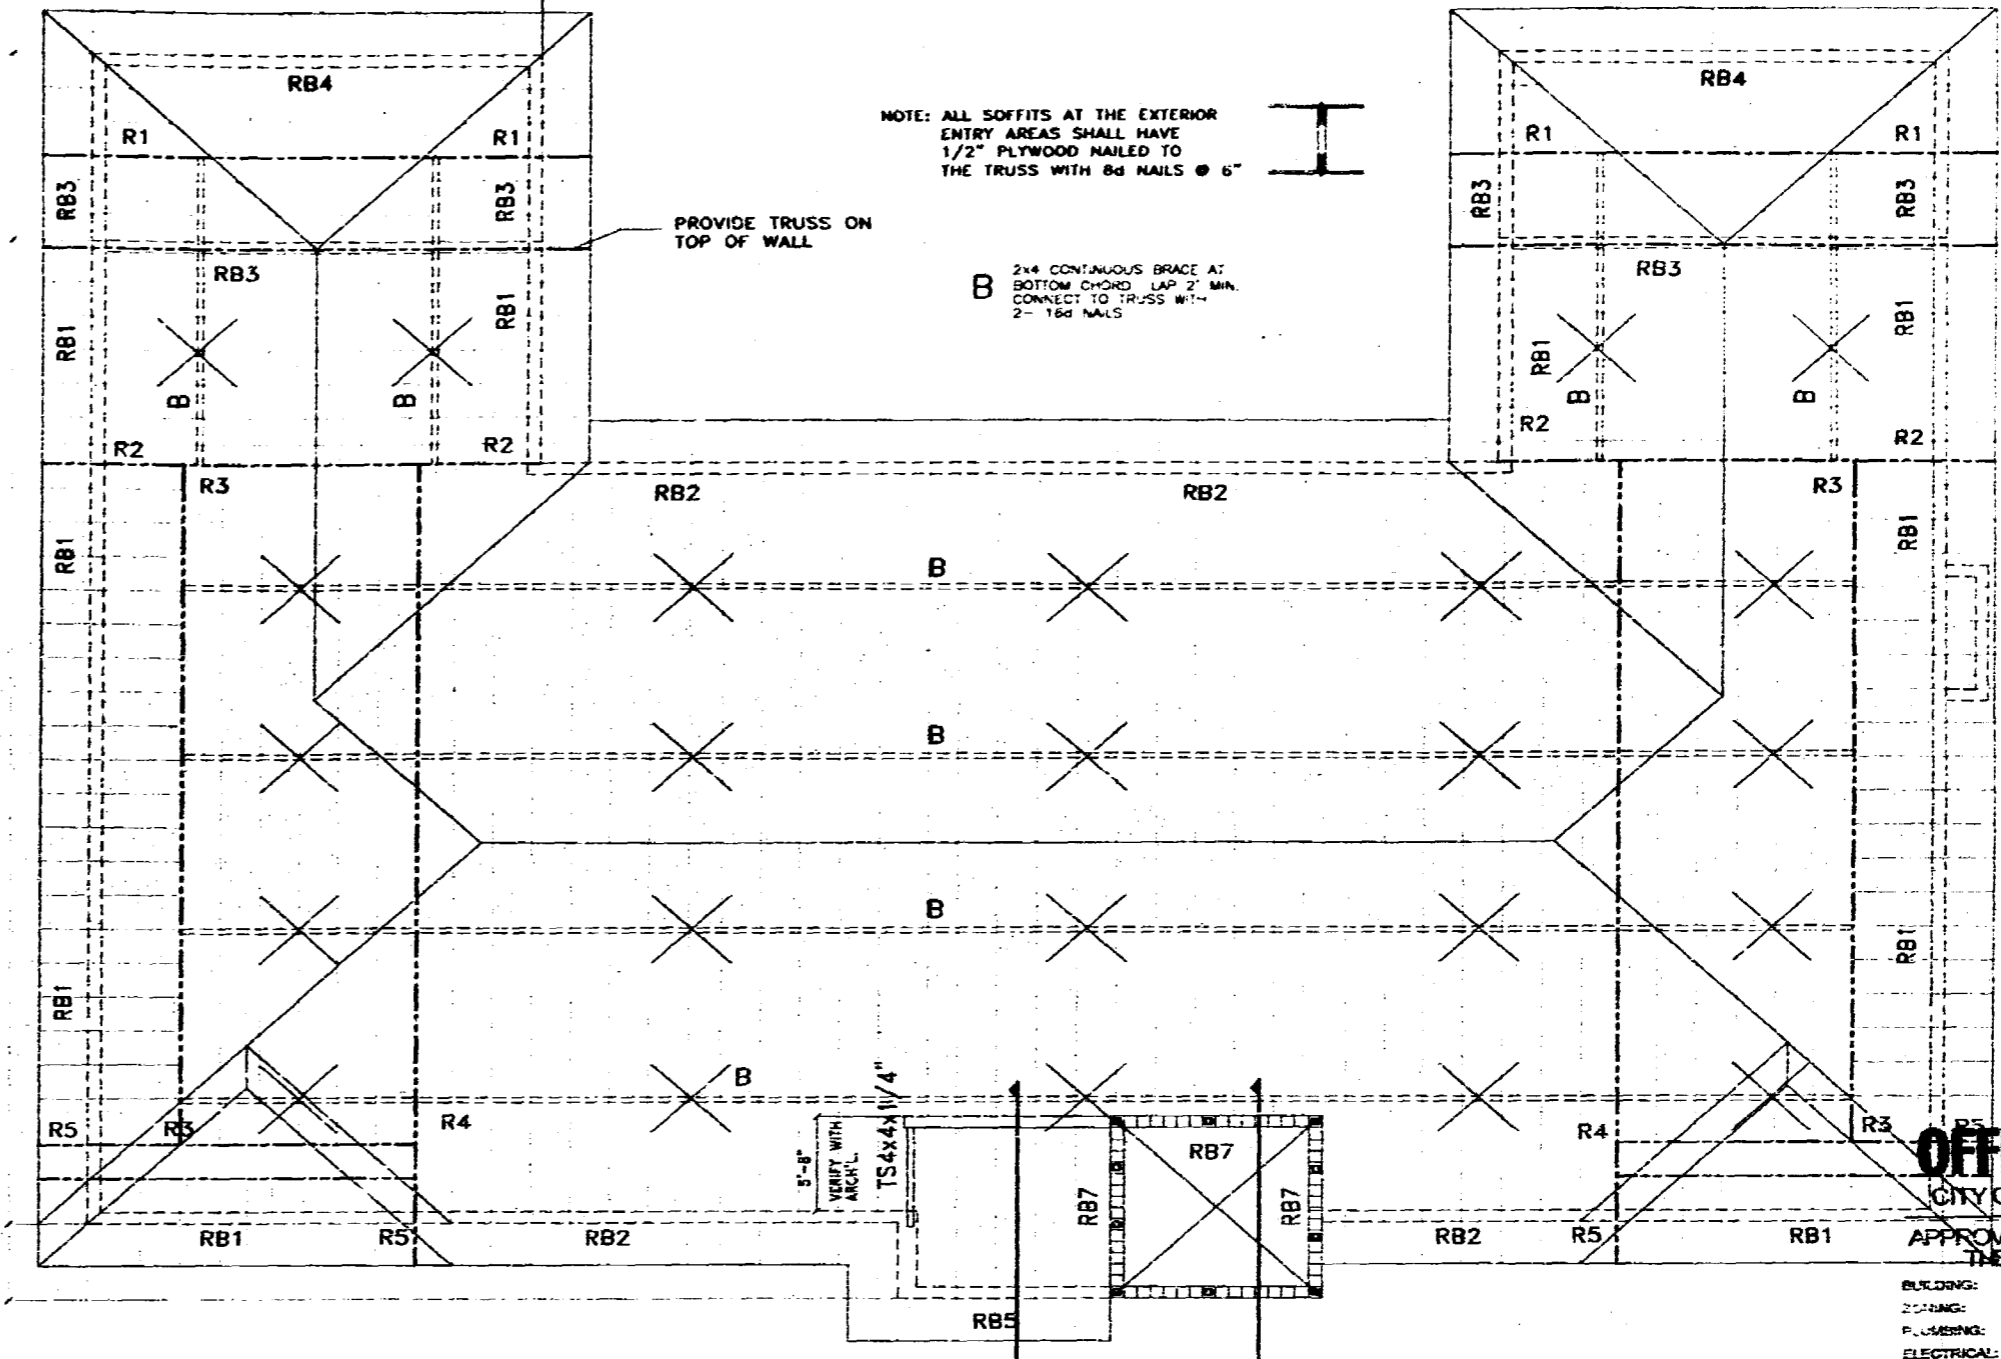 RB4
RB4
NOTE: ALL SOFFITS AT THE EXTERIOR
ENTRY AREAS SHALL HAVE
1/2" PLYWOOD NAILED TO
THE TRUSS WITH 8d NAILS @ 6"
R1
R1
R1
R1
RB3
RB3
RB3
RB3
PROVIDE TRUSS ON
TOP OF WALL
RB3
RB3
B
2x4 CONTINUOUS BRACE AT
BOTTOM CHORD LAP 2' MIN.
CONNECT TO TRUSS WITH
2- 16d NAILS
RB1
RB1
RB1
RB1
B
B
B
B
R2
R2
R2
R2
R3
RB2
RB2
R3
RB1
RB1
B
B
B
RB1
RB1
B
R5
R3
R4
5'-8"
VERIFY WITH
ARCH'L.
TS4x4x1/4"
RB7
RB7
RB7
R4
R3
R5
OFF
CITY
RB1
R5
RB2
RB2
R5
RB1
APPROV
THE
RB5
BUILDING:
ZONING:
PLUMBING:
ELECTRICAL: